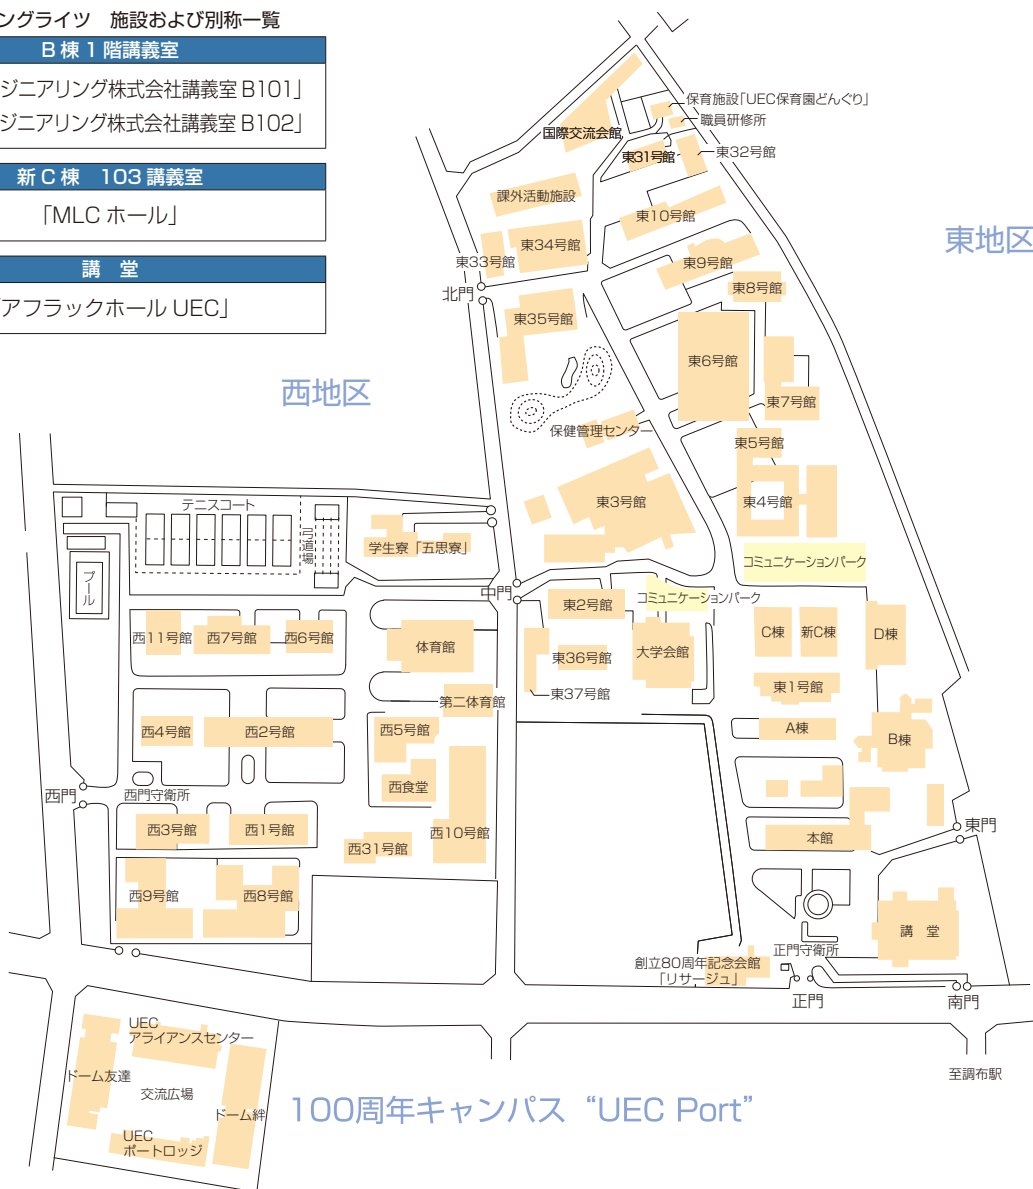 ングライツ　施設および別称一覧
B棟1階講義室
ジニアリング株式会社講義室B101」
ジニアリング株式会社講義室B102」
新C棟　103講義室
「MLCホール」
講　堂
アフラックホールUEC」
保育施設「UEC保育園どんぐり」
職員研修所
国際交流会館
東31号館
東32号館
課外活動施設
東10号館
東地区
東34号館
東33号館
東9号館
東8号館
北門
東35号館
東6号館
西地区
東7号館
保健管理センター
東5号館
東3号館
東4号館
テニスコート
弓道場
学生寮「五思寮」
コミュニケーションパーク
プール
中門
東2号館
コミュニケーションパーク
西11号館
西7号館
西6号館
体育館
東36号館
大学会館
C棟
新C棟
D棟
東37号館
東1号館
第二体育館
西4号館
西2号館
西5号館
A棟
B棟
西食堂
西門
西門守衛所
西3号館
西1号館
西10号館
西31号館
本館
東門
西9号館
西8号館
講　堂
正門守衛所
創立80周年記念会館
「リサージュ」
正門
南門
UEC
アライアンスセンター
ドーム友達
交流広場
ドーム絆
至調布駅
100周年キャンパス“UEC Port”
UEC
ポートロッジ